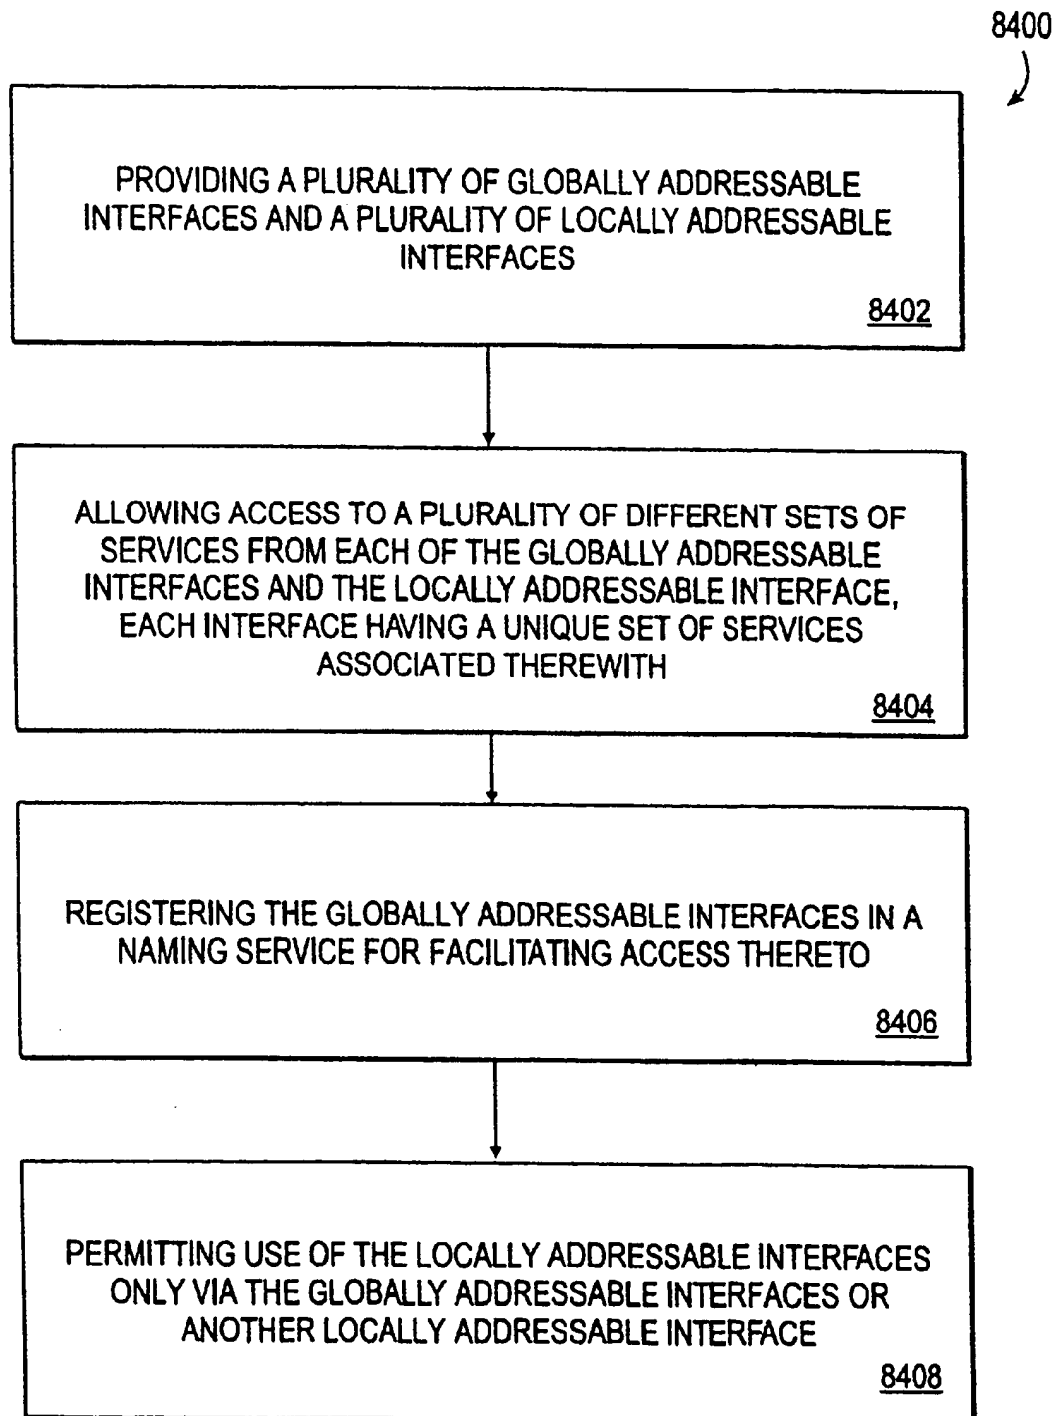 8400
PROVIDING A PLURALITY OF GLOBALLY ADDRESSABLE
INTERFACES AND A PLURALITY OF LOCALLY ADDRESSABLE
INTERFACES
8402
ALLOWING ACCESS TO A PLURALITY OF DIFFERENT SETS OF
SERVICES FROM EACH OF THE GLOBALLY ADDRESSABLE
INTERFACES AND THE LOCALLY ADDRESSABLE INTERFACE,
EACH INTERFACE HAVING A UNIQUE SET OF SERVICES
ASSOCIATED THEREWITH
8404
REGISTERING THE GLOBALLY ADDRESSABLE INTERFACES IN A
NAMING SERVICE FOR FACILITATING ACCESS THERETO
8406
PERMITTING USE OF THE LOCALLY ADDRESSABLE INTERFACES
ONLY VIA THE GLOBALLY ADDRESSABLE INTERFACES OR
ANOTHER LOCALLY ADDRESSABLE INTERFACE
8408